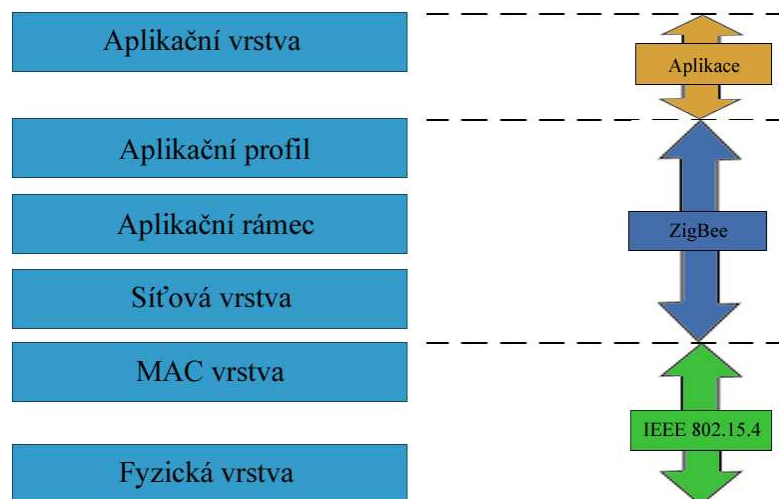 Aplikační vrstva
Aplikace
Aplikační profil
Aplikační rámec
ZigBee
Síťová vrstva
MAC vrstva
IEEE 802.15.4
Fyzická vrstva